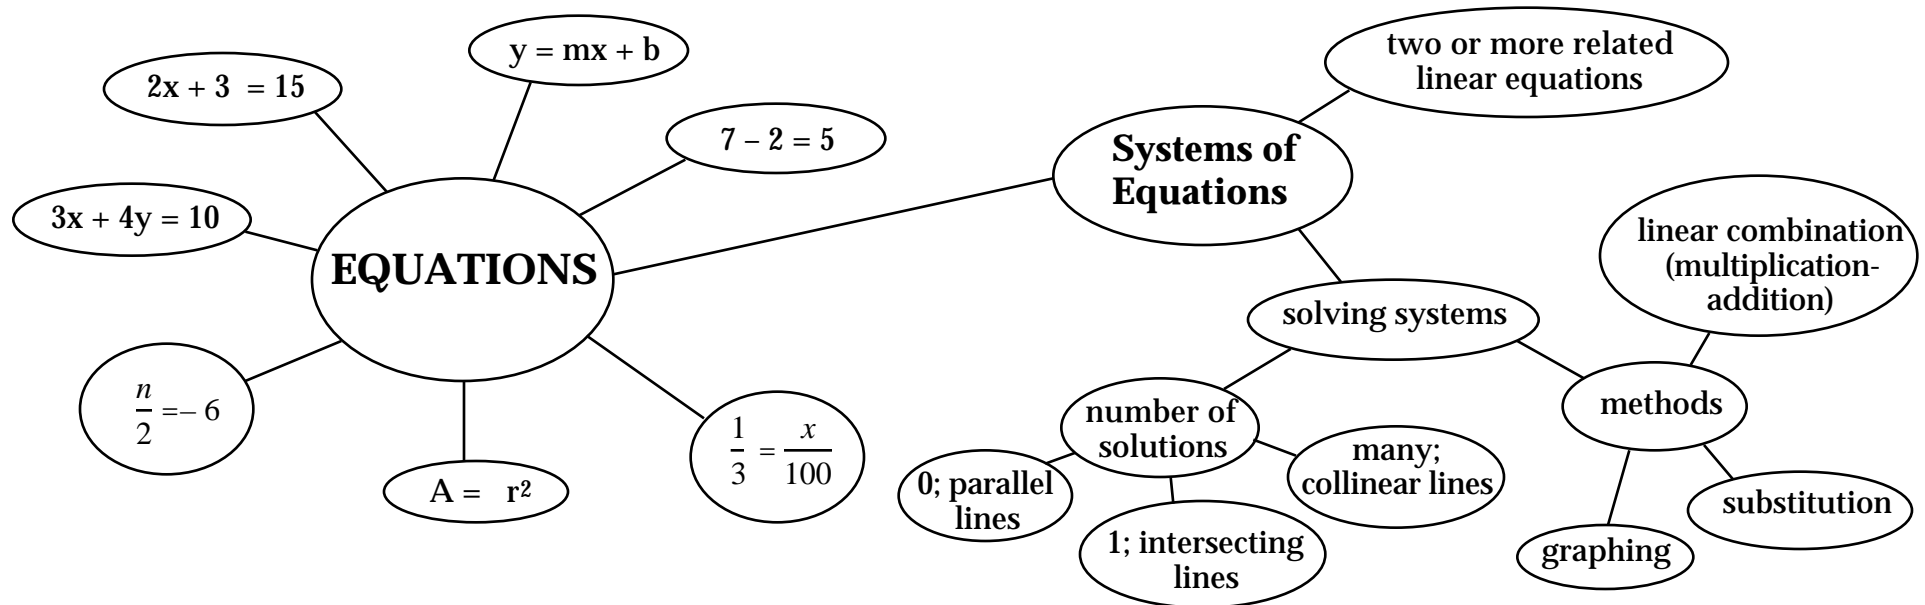 y = mx + b
2x + 3 = 15
7 – 2 = 5
3x + 4y = 10
EQUATIONS
n/2 =– 6
A = r²
1/3 = x/100
two or more related
linear equations
Systems of
Equations
linear combination
(multiplication-
addition)
solving systems
methods
number of
solutions
0; parallel
lines
1; intersecting
lines
many;
collinear lines
graphing
substitution